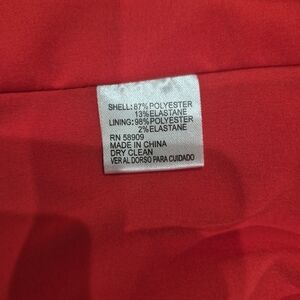 SHELL:87%POLYESTER
13%ELASTANE
LINING:98%POLYESTER
2%ELASTANE
RN 58909
MADE IN CHINA
DRY CLEAN
VER AL DORSO PARA CUIDADO